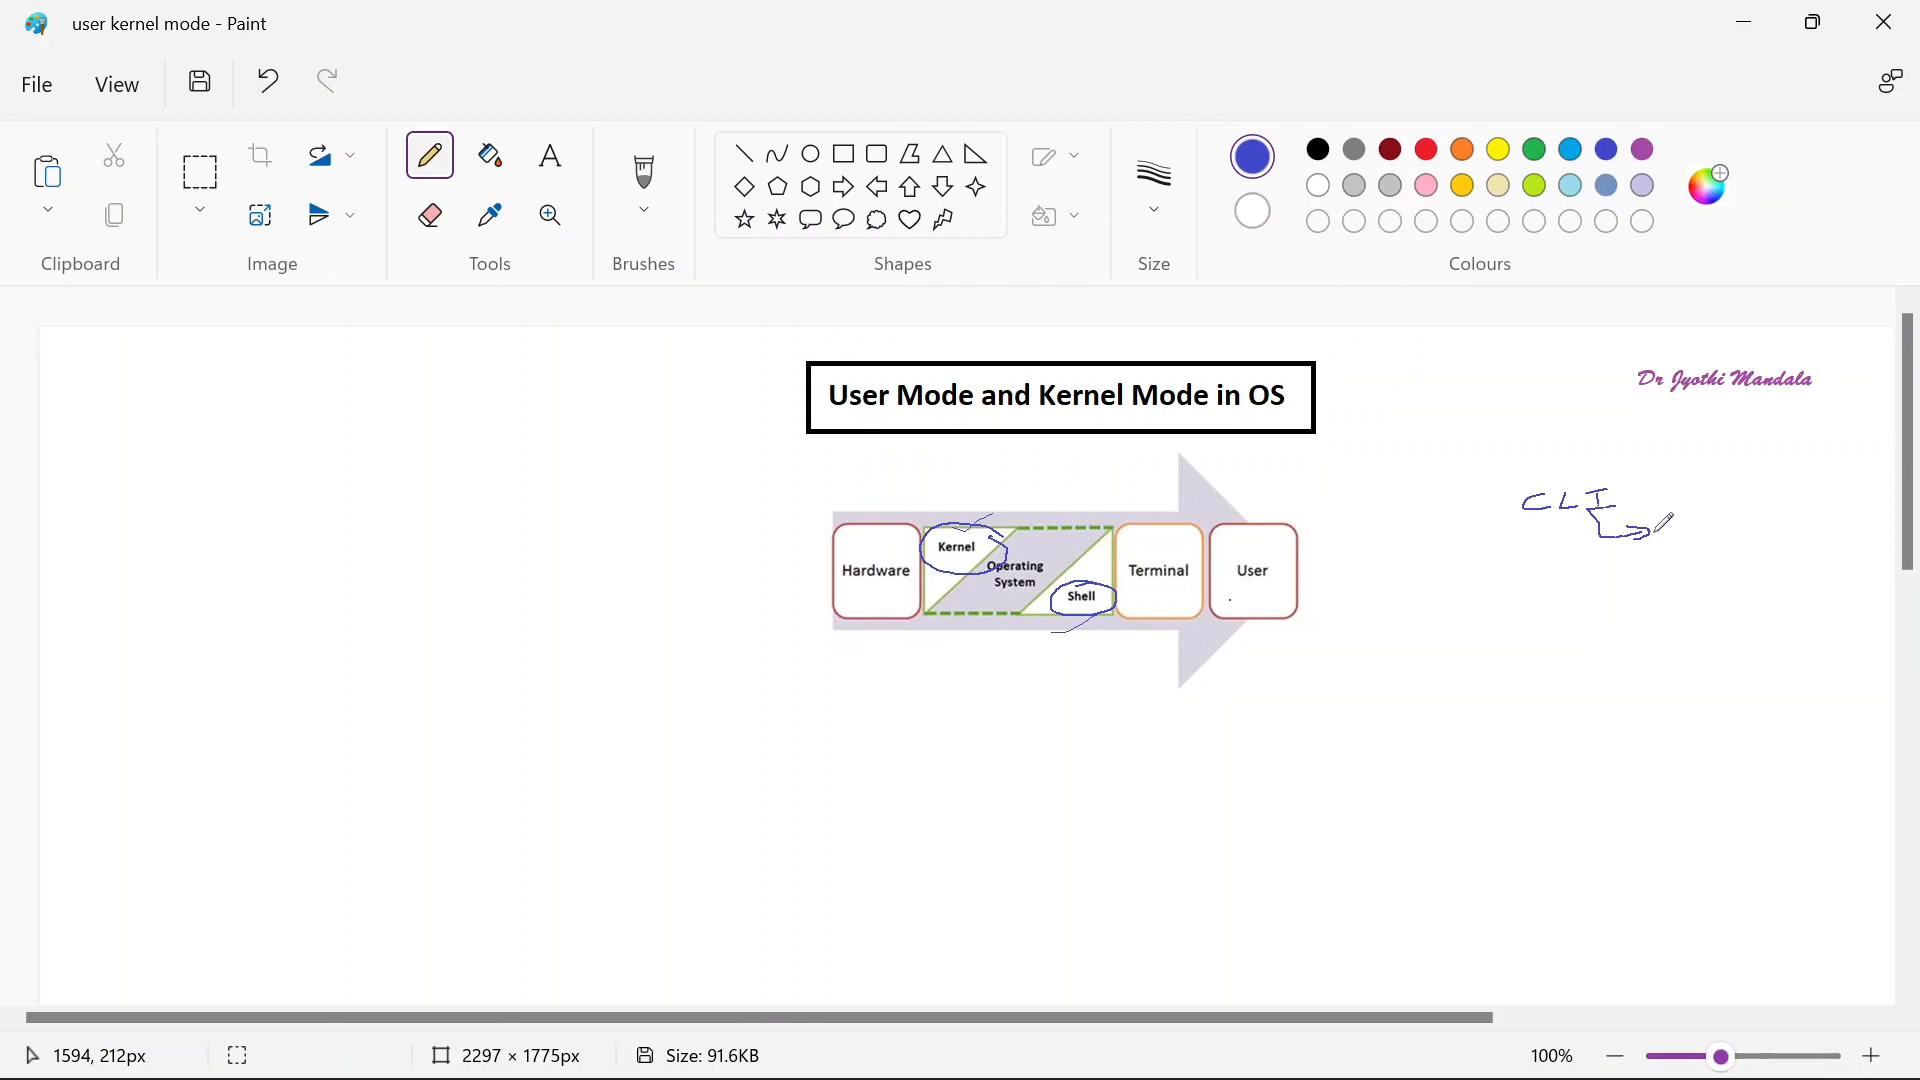 user kernel mode - Paint
File View
Clipboard Image Tools Brushes Shapes Size Colours
User Mode and Kernel Mode in OS
Dr Jyothi Mandala
CLI
Kernel
Hardware
Operating
System
Shell
Terminal
User
1594, 212px
2297 × 1775px
Size: 91.6KB
100%